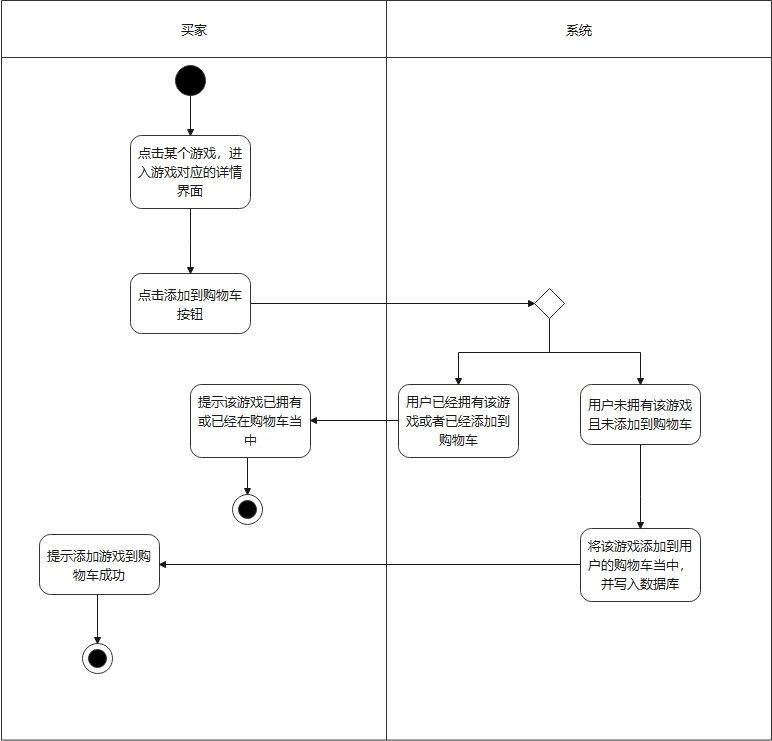 买家
系统
点击某个游戏，进
入游戏对应的详情
界面
点击添加到购物车
按钮
提示该游戏已拥有
或已经在购物车当
中
用户已经拥有该游
戏或者已经添加到
购物车
用户未拥有该游戏
且未添加到购物车
提示添加游戏到购
物车成功
将该游戏添加到用
户的购物车当中，
并写入数据库